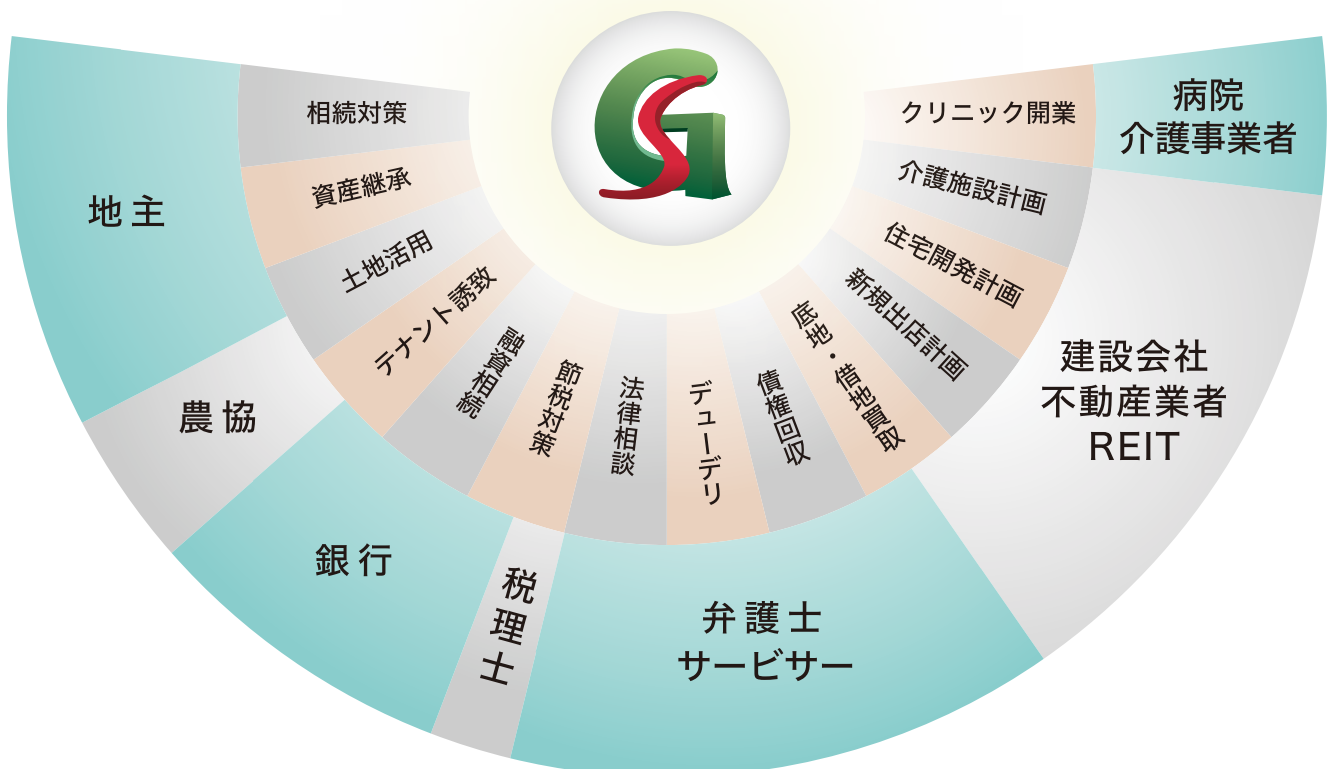 相続対策
資産継承
土地活用
テナント誘致
融資相続
節税対策
法律相談
デューデリ
債権回収
底地・借地買取
新規出店計画
住宅開発計画
介護施設計画
クリニック開業
地主
農協
銀行
税理士
弁護士
サービサー
建設会社
不動産業者
REIT
病院
介護事業者
GS